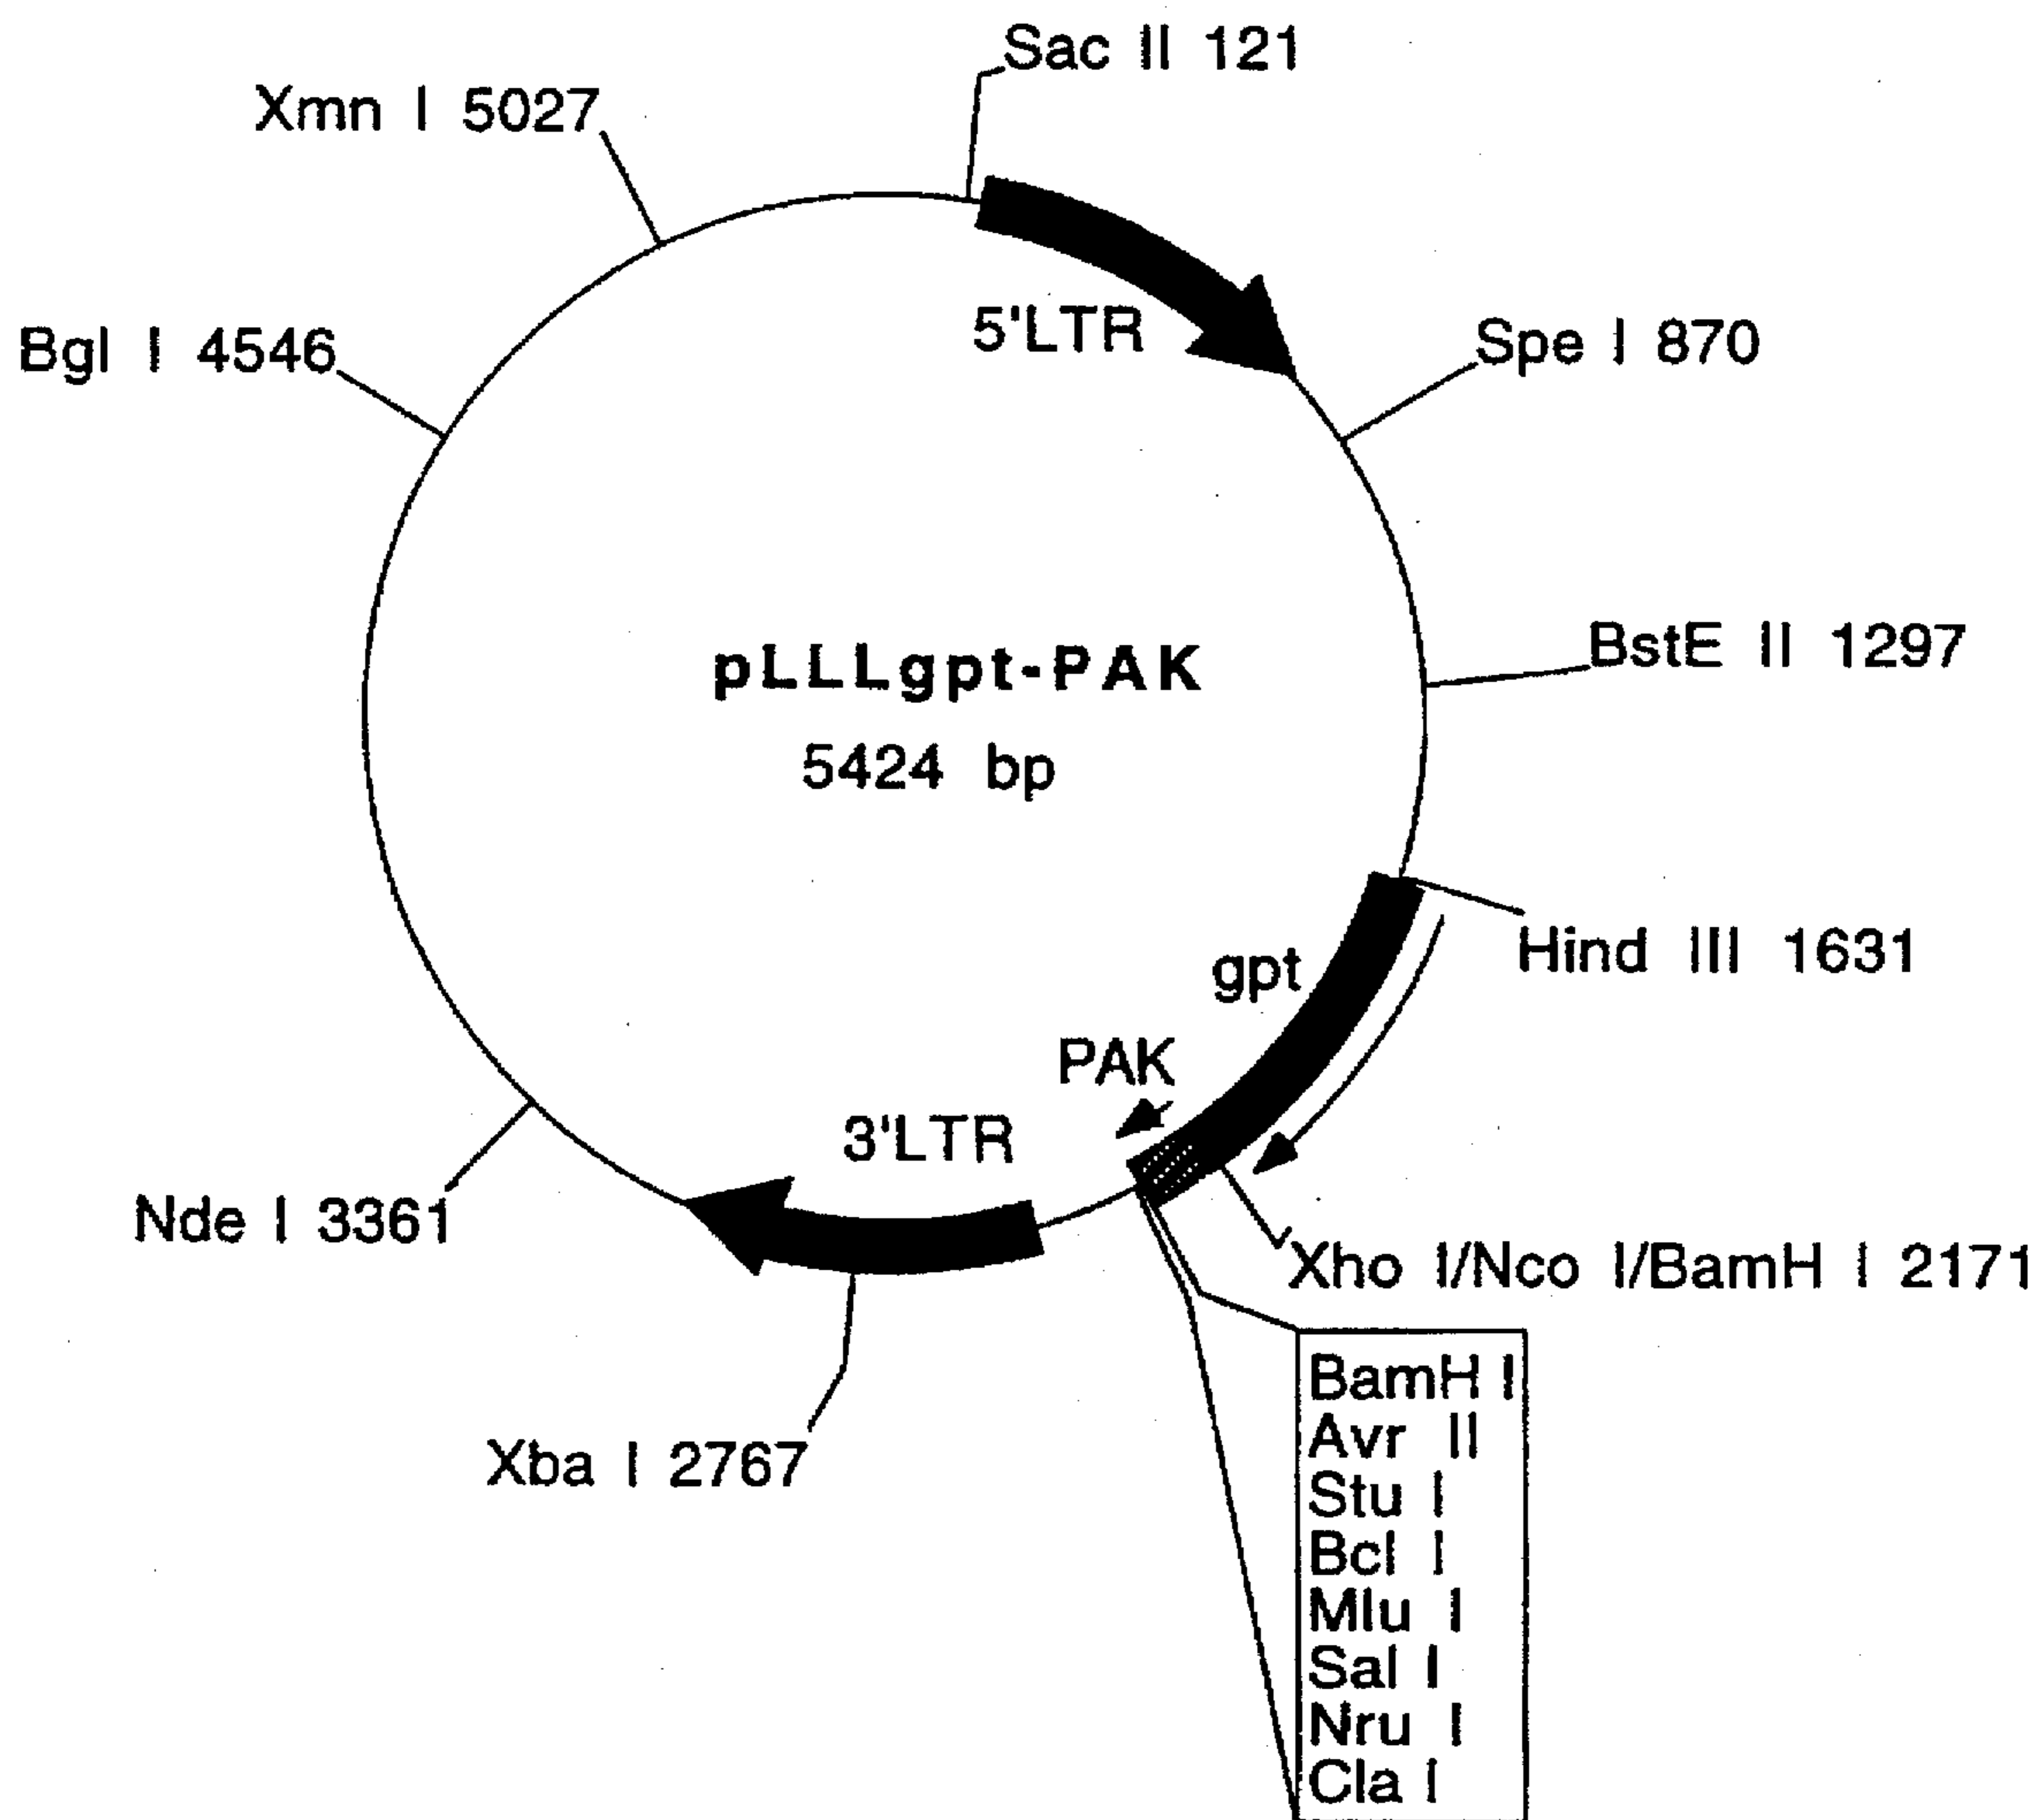 Sac II 121
Xmn I 5027
5'LTR
Bgl I 4546
Spe I 870
BstE II 1297
pLLLgpt-PAK
5424 bp
Hind III 1631
gpt
PAK
3'LTR
Nde I 3361
Xho I/Nco I/BamH I 2171
Xba I 2767
BamH I
Avr II
Stu I
Bcl I
Mlu I
Sal I
Nru I
Cla I